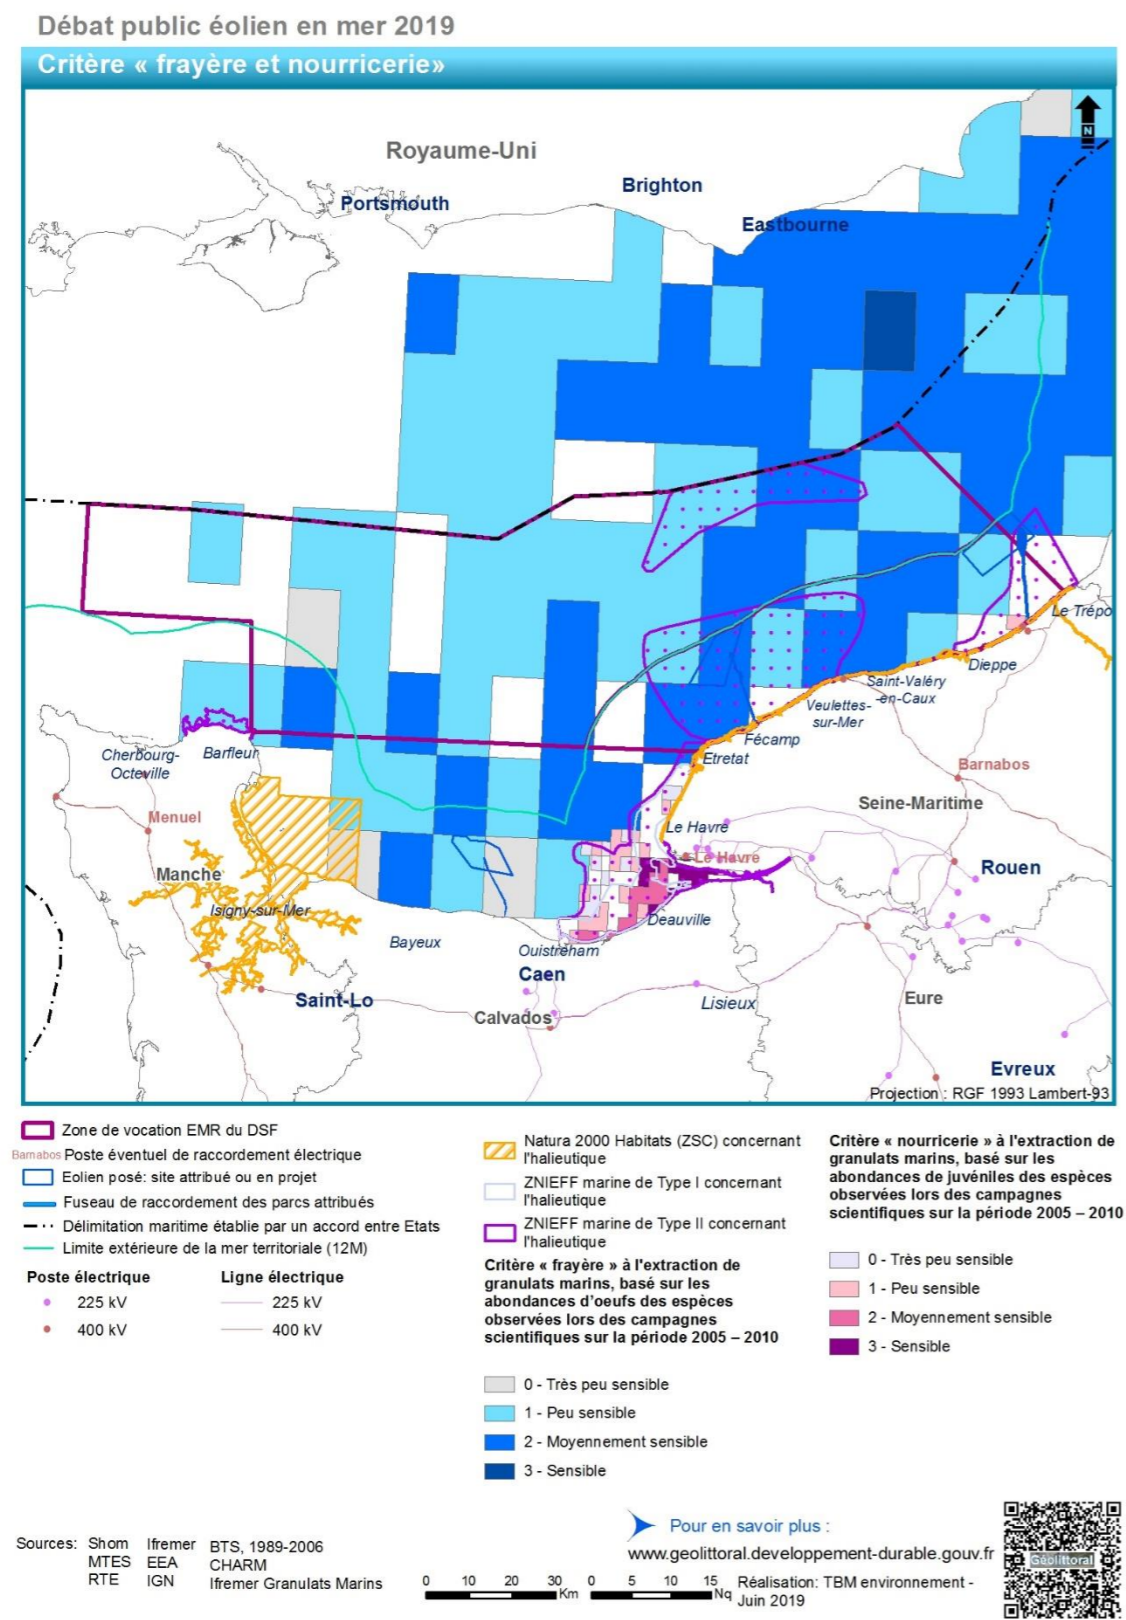 Débat public éolien en mer 2019
Critère « frayère et nourricerie»
N
Royaume-Uni
Portsmouth
Brighton
Eastbourne
Le Trépo
Dieppe
Saint-Valéry
-en-Caux
Veulettes-
sur-Mer
Fécamp
Etretat
Cherbourg-
Octeville
Barfleur
Barnabos
Menuel
Seine-Maritime
Le Havre
Le Havre
Manche
Rouen
Isigny-sur-Mer
Deauville
Bayeux
Ouistreham
Caen
Saint-Lo
Lisieux
Eure
Calvados
Evreux
Projection : RGF 1993 Lambert-93
Zone de vocation EMR du DSF
Barnabos Poste éventuel de raccordement électrique
Eolien posé: site attribué ou en projet
Fuseau de raccordement des parcs attribués
Délimitation maritime établie par un accord entre Etats
Limite extérieure de la mer territoriale (12M)
Poste électrique
225 kV
400 kV
Ligne électrique
225 kV
400 kV
Natura 2000 Habitats (ZSC) concernant
l'halieutique
ZNIEFF marine de Type I concernant
l'halieutique
ZNIEFF marine de Type II concernant
l'halieutique
Critère « frayère » à l'extraction de
granulats marins, basé sur les
abondances d'oeufs des espèces
observées lors des campagnes
scientifiques sur la période 2005 – 2010
0 - Très peu sensible
1 - Peu sensible
2 - Moyennement sensible
3 - Sensible
Critère « nourricerie » à l'extraction de
granulats marins, basé sur les
abondances de juvéniles des espèces
observées lors des campagnes
scientifiques sur la période 2005 – 2010
0 - Très peu sensible
1 - Peu sensible
2 - Moyennement sensible
3 - Sensible
Sources: Shom Ifremer BTS, 1989-2006
MTES EEA CHARM
RTE IGN Ifremer Granulats Marins
0 10 20 30 Km
0 5 10 15 Nq
Pour en savoir plus :
www.geolittoral.developpement-durable.gouv.fr
Réalisation: TBM environnement -
Juin 2019
Géolittoral